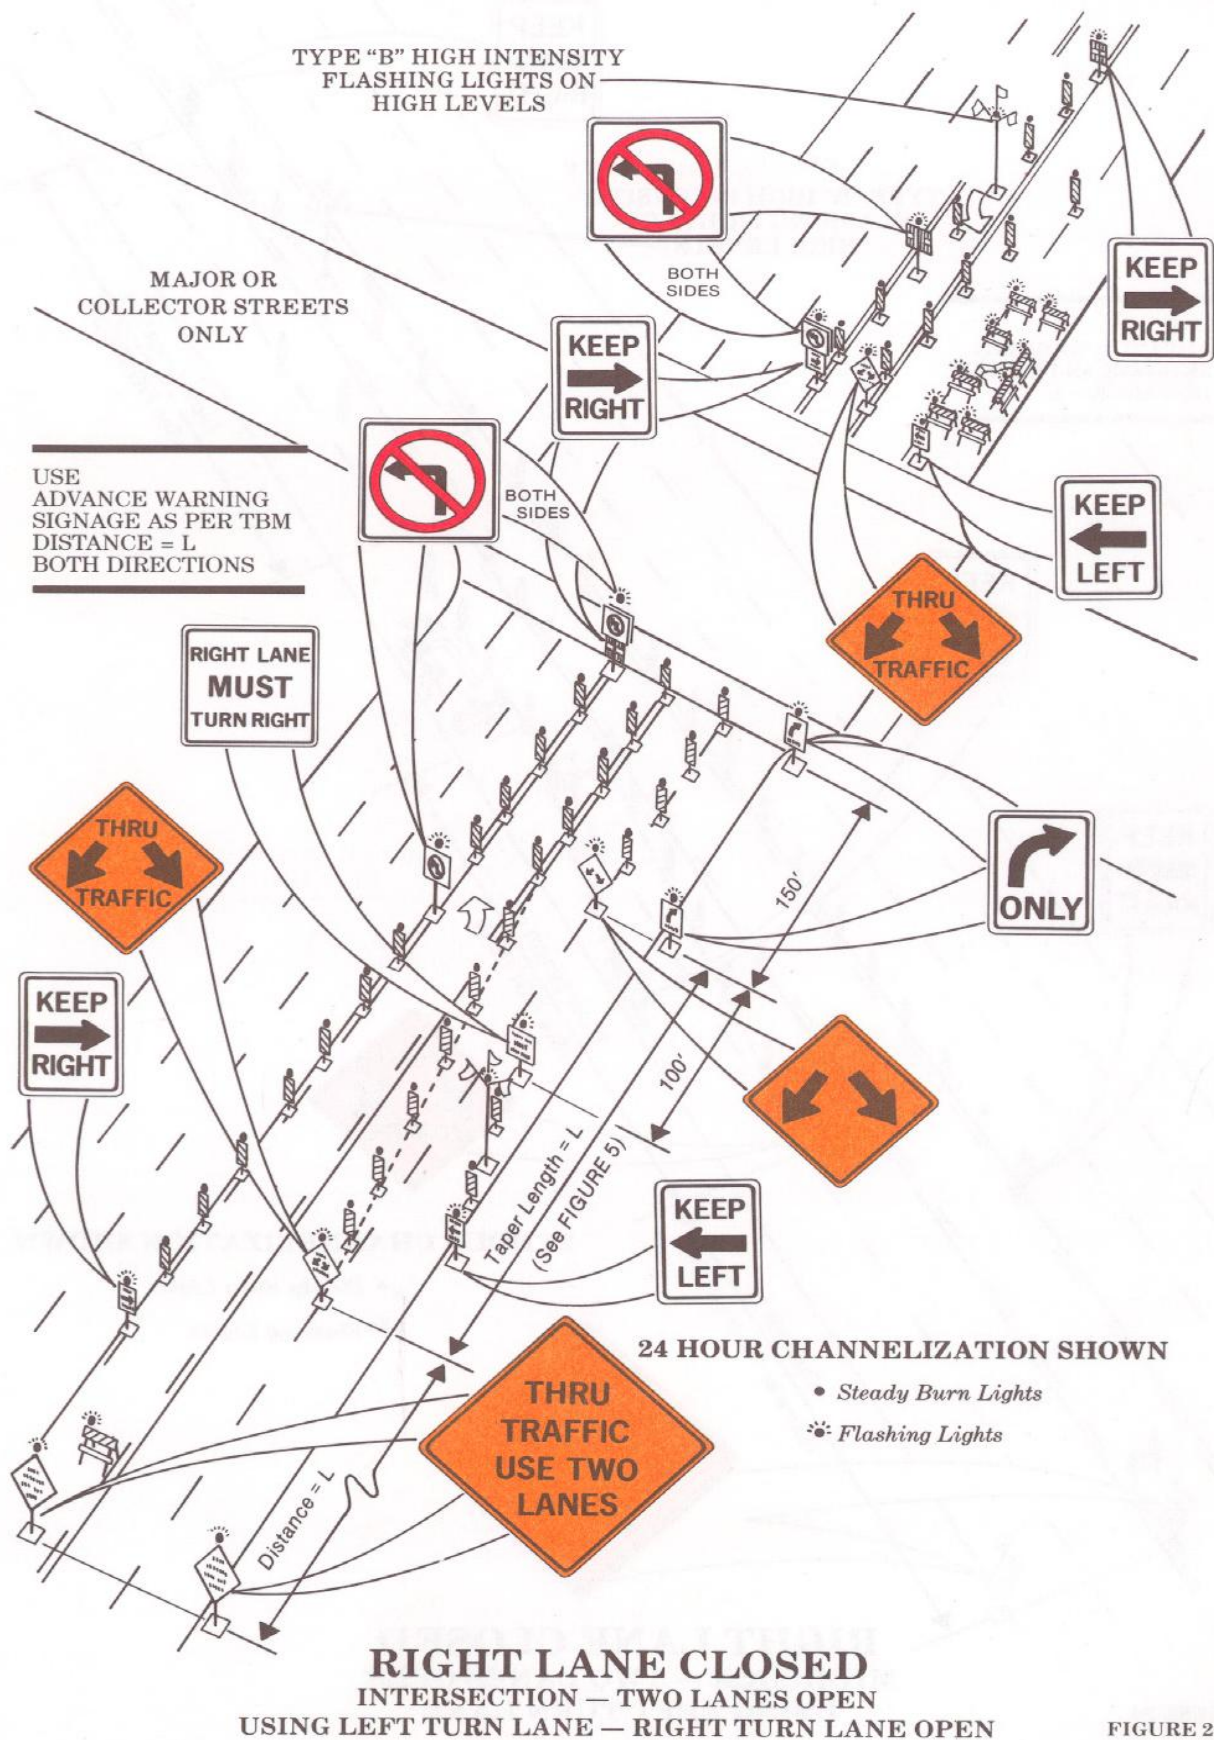 TYPE “B” HIGH INTENSITY
FLASHING LIGHTS ON
HIGH LEVELS
MAJOR OR
COLLECTOR STREETS
ONLY
BOTH
SIDES
KEEP
RIGHT
KEEP
RIGHT
USE
ADVANCE WARNING
SIGNAGE AS PER TBM
DISTANCE = L
BOTH DIRECTIONS
BOTH
SIDES
KEEP
LEFT
THRU
TRAFFIC
RIGHT LANE
MUST
TURN RIGHT
THRU
TRAFFIC
ONLY
150'
KEEP
RIGHT
100'
Taper Length = L
(See FIGURE 5)
KEEP
LEFT
24 HOUR CHANNELIZATION SHOWN
Steady Burn Lights
Flashing Lights
THRU
TRAFFIC
USE TWO
LANES
Distance = L
RIGHT LANE CLOSED
INTERSECTION — TWO LANES OPEN
USING LEFT TURN LANE — RIGHT TURN LANE OPEN
FIGURE 2